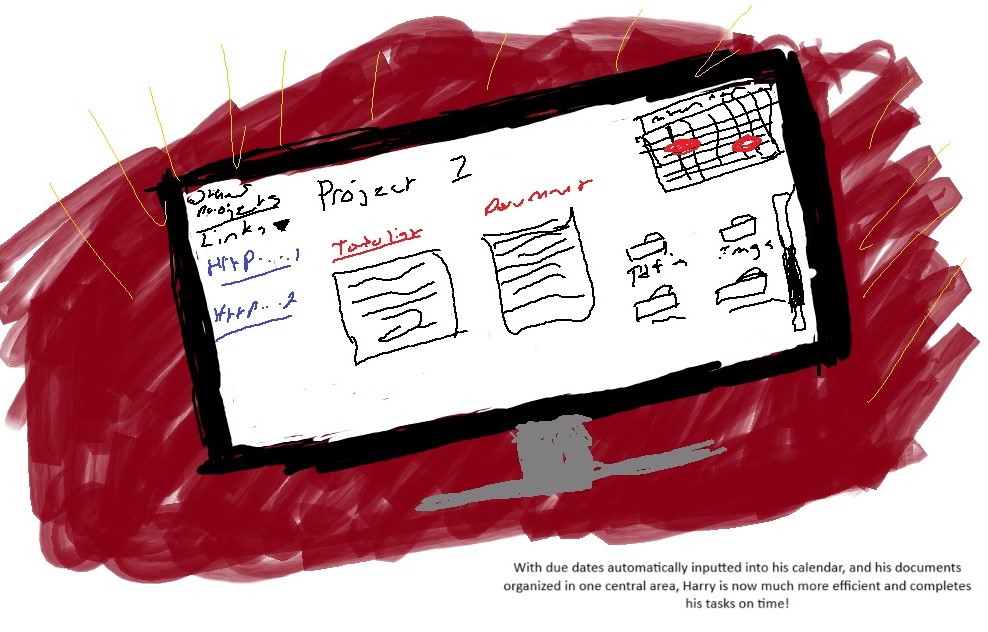 Other
Projects
Links
Project 1
Todo list
Document
Http.....1
Http....2
Imgs
With due dates automatically inputted into his calendar, and his documents
organized in one central area, Harry is now much more efficient and completes
his tasks on time!